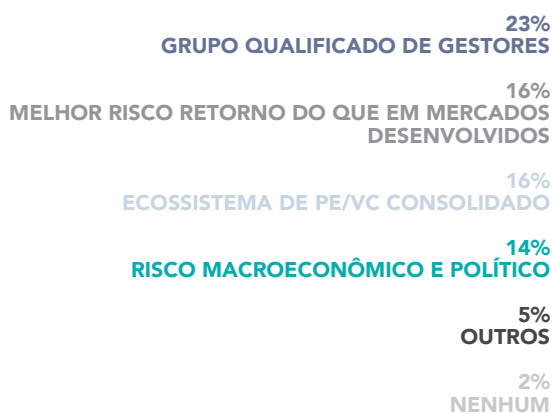 23%
GRUPO QUALIFICADO DE GESTORES
16%
MELHOR RISCO RETORNO DO QUE EM MERCADOS
DESENVOLVIDOS
16%
ECOSSISTEMA DE PE/VC CONSOLIDADO
14%
RISCO MACROECONÔMICO E POLÍTICO
5%
OUTROS
2%
NENHUM